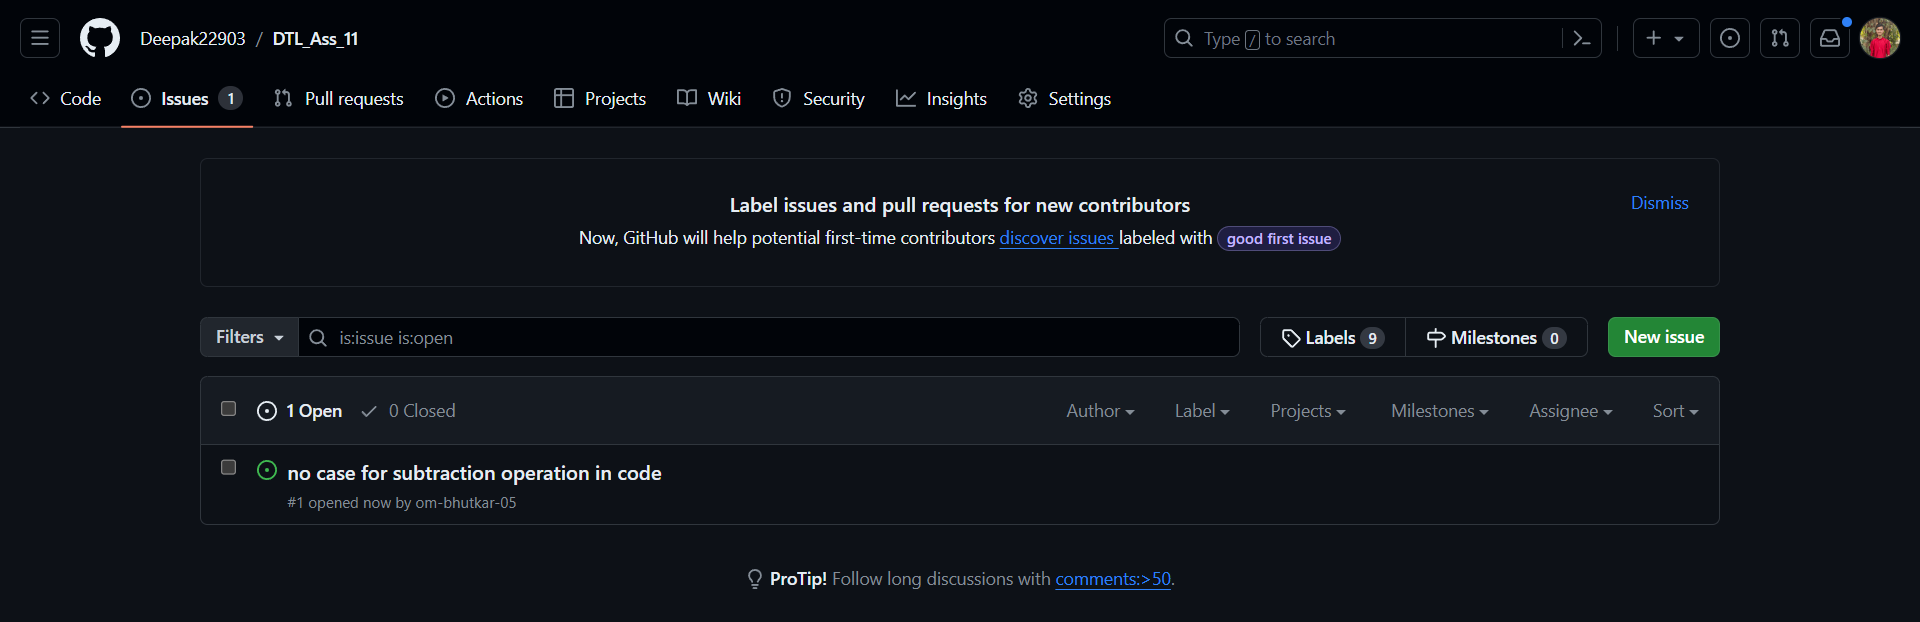 Deepak22903 / DTL_Ass_11
Type / to search
Code Issues 1 Pull requests Actions Projects Wiki Security Insights Settings
Label issues and pull requests for new contributors
Dismiss
Now, GitHub will help potential first-time contributors discover issues labeled with good first issue
Filters is:issue is:open Labels 9 Milestones 0 New issue
1 Open 0 Closed Author Label Projects Milestones Assignee Sort
no case for subtraction operation in code
#1 opened now by om-bhutkar-05
ProTip! Follow long discussions with comments:>50.